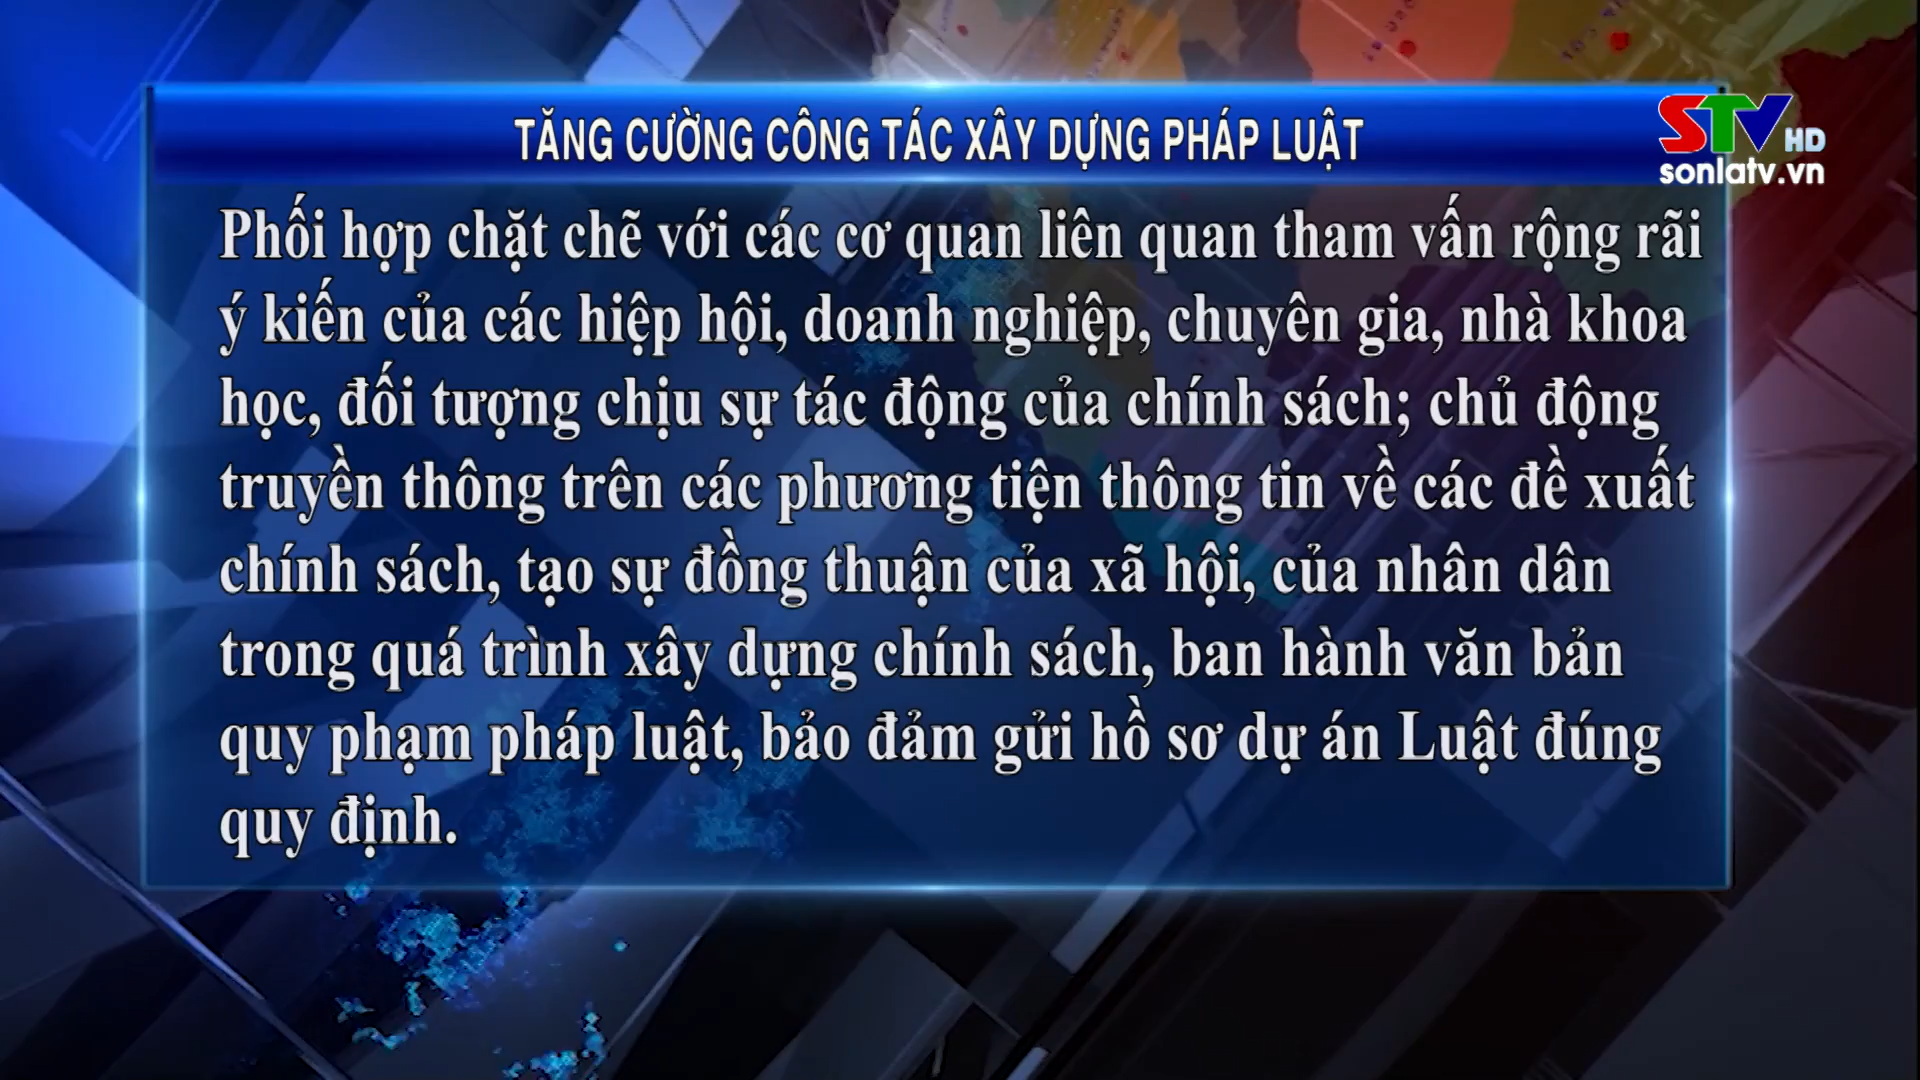 TĂNG CƯỜNG CÔNG TÁC XÂY DỰNG PHÁP LUẬT
STV HD
sonlatv.vn
Phối hợp chặt chẽ với các cơ quan liên quan tham vấn rộng rãi
ý kiến của các hiệp hội, doanh nghiệp, chuyên gia, nhà khoa
học, đối tượng chịu sự tác động của chính sách; chủ động
truyền thông trên các phương tiện thông tin về các đề xuất
chính sách, tạo sự đồng thuận của xã hội, của nhân dân
trong quá trình xây dựng chính sách, ban hành văn bản
quy phạm pháp luật, bảo đảm gửi hồ sơ dự án Luật đúng
quy định.